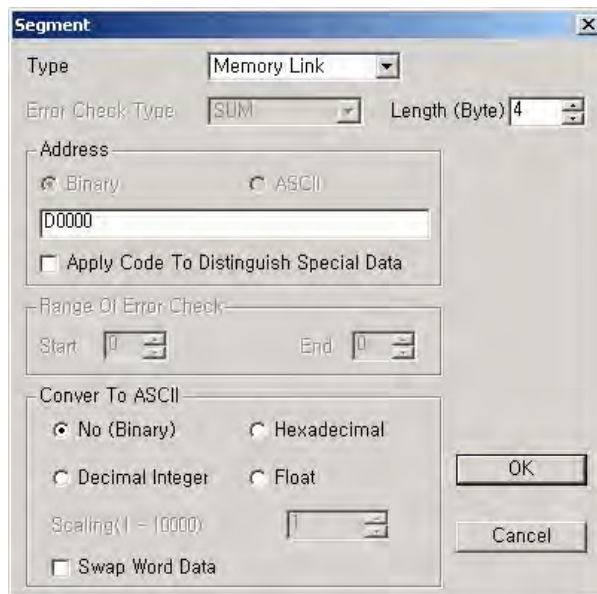 Segment
Type Memory Link
Error Check Type SUM Length (Byte) 4
Address
Binary ASCII
D0000
Apply Code To Distinguish Special Data
Range Of Error Check
Start 0 End 0
Conver To ASCII
No (Binary) Hexadecimal
Decimal Integer Float
Scaling(1 - 10000) 1
Swap Word Data
OK
Cancel